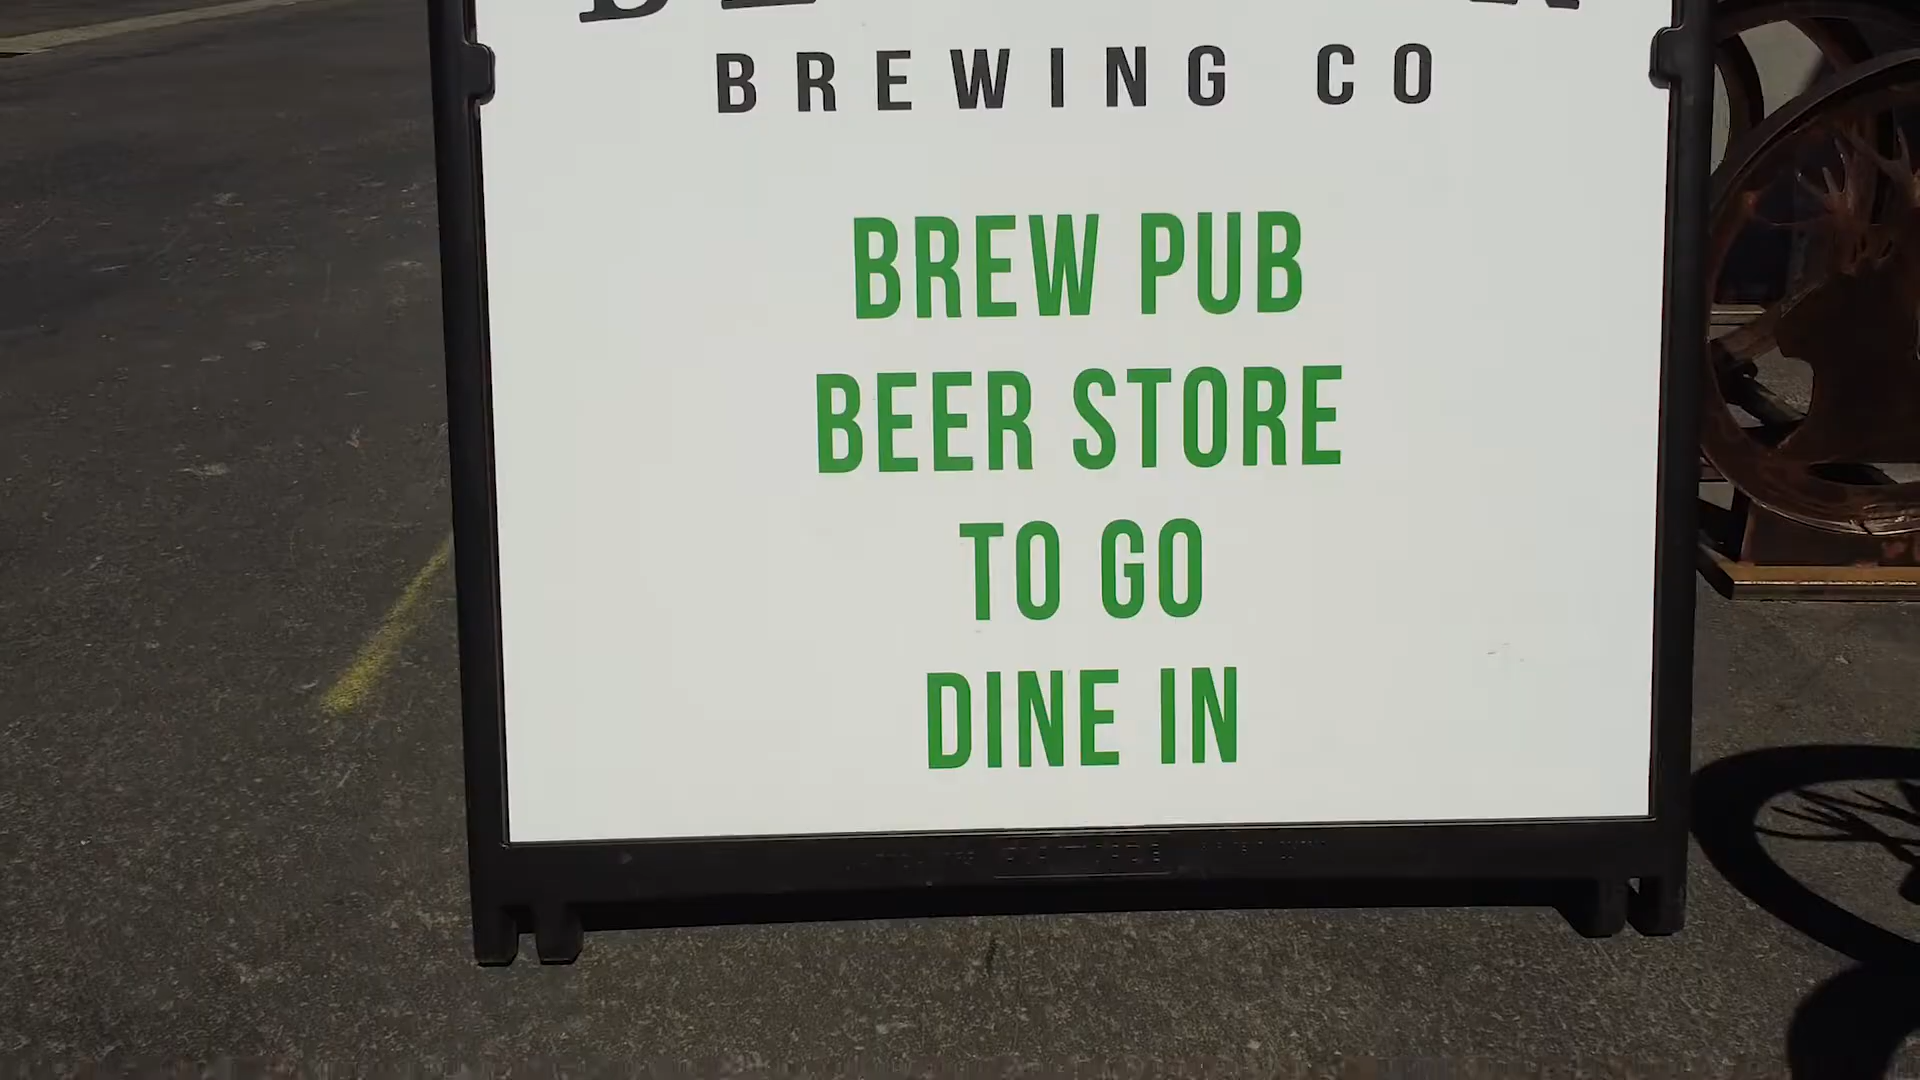 BREWING CO
BREW PUB
BEER STORE
TO GO
DINE IN